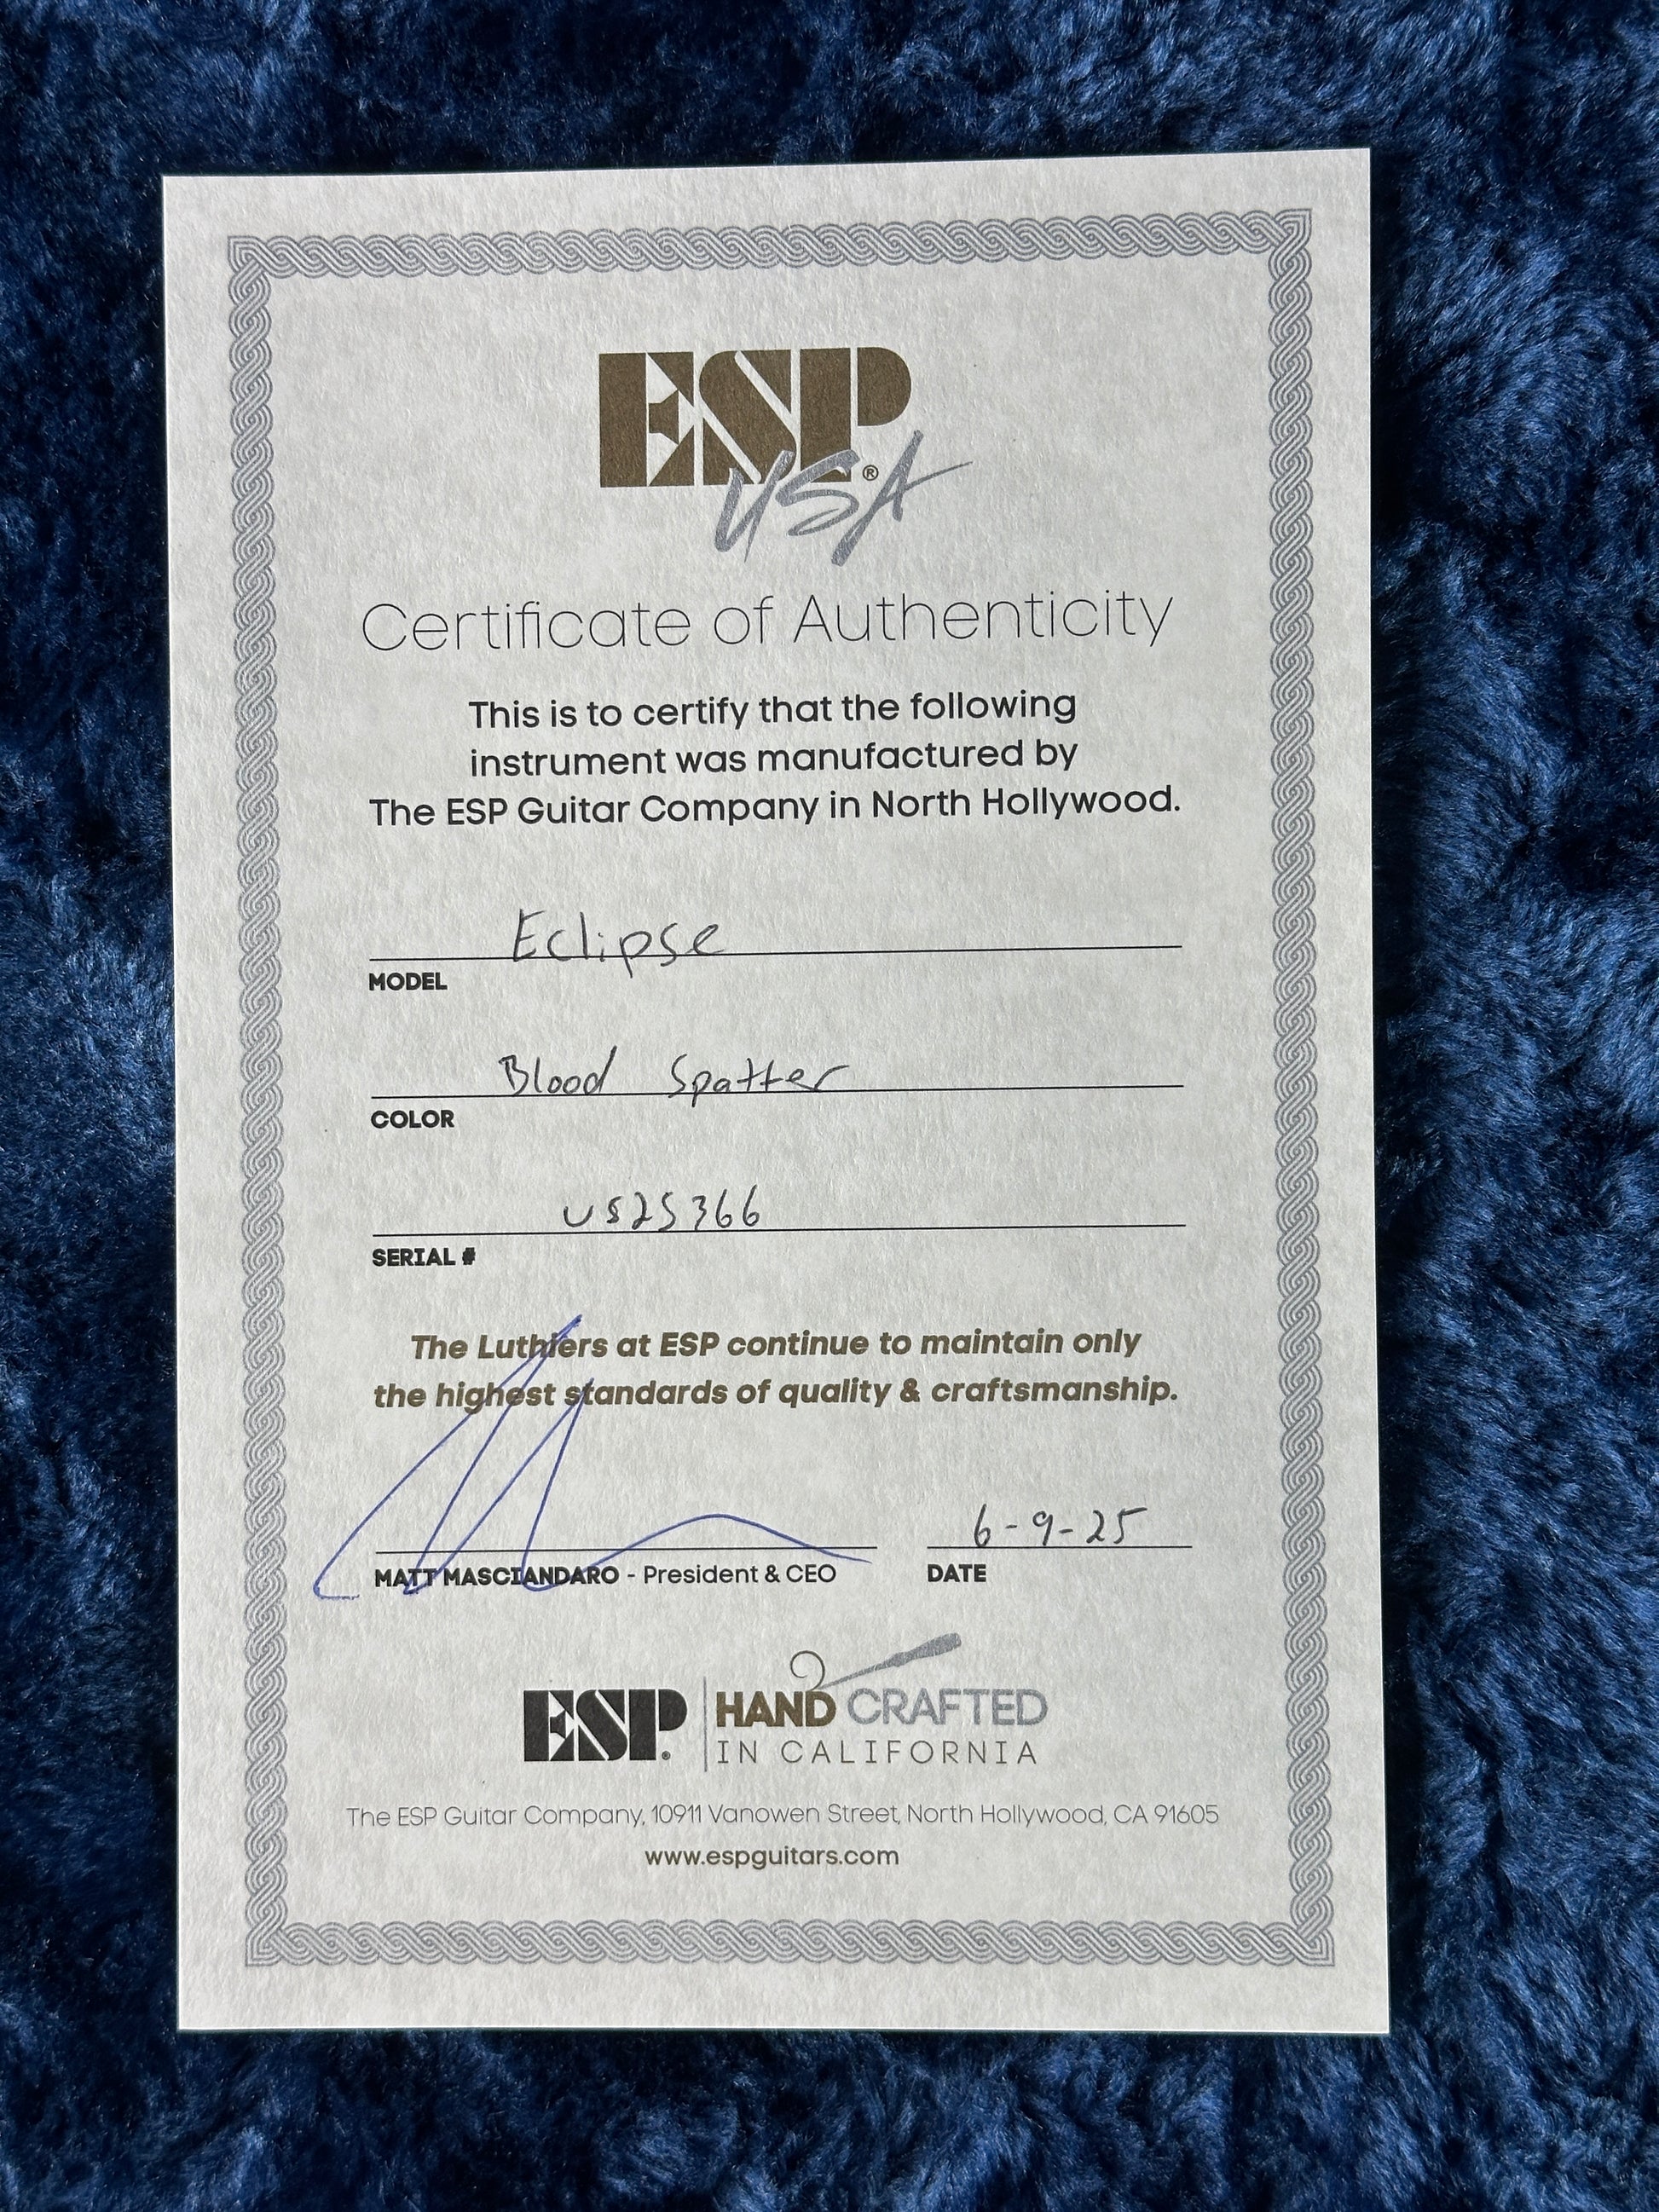 ESP®
USA
Certificate of Authenticity
This is to certify that the following
instrument was manufactured by
The ESP Guitar Company in North Hollywood.
Eclipse
MODEL
Blood Spatter
COLOR
US25366
SERIAL #
The Luthiers at ESP continue to maintain only
the highest standards of quality & craftsmanship.
6-9-25
MATT MASCIANDARO - President & CEO DATE
ESP® HAND CRAFTED
IN CALIFORNIA
The ESP Guitar Company, 10911 Vanowen Street, North Hollywood, CA 91605
www.espguitars.com